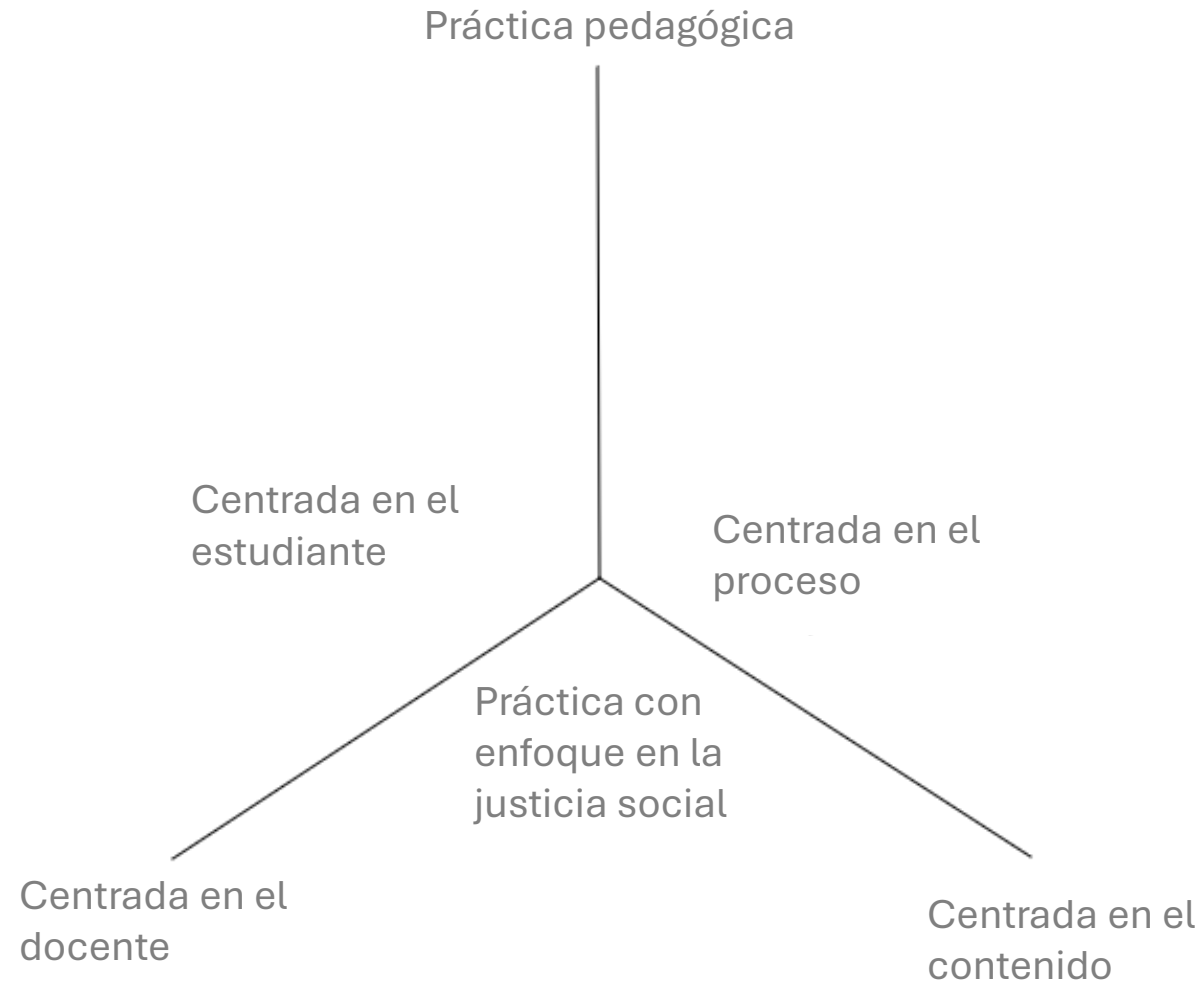 Práctica pedagógica
Centrada en el
estudiante
Centrada en el
proceso
Práctica con
enfoque en la
justicia social
Centrada en el
docente
Centrada en el
contenido